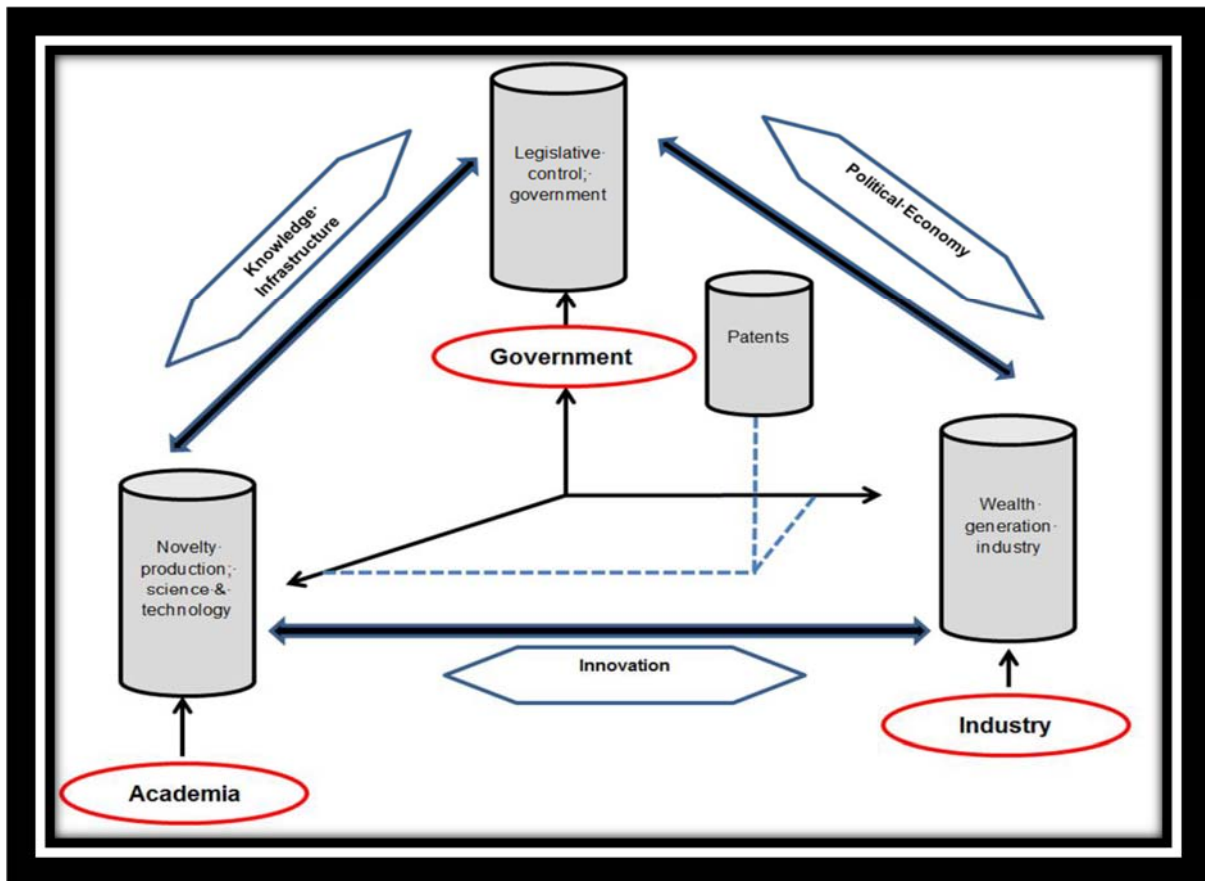 Legislative·
control;·
government
Knowledge·
Infrastructure
Political·Economy
Patents
Government
Novelty·
production;·
science·&·
technology
Wealth·
generation·
industry
Innovation
Industry
Academia